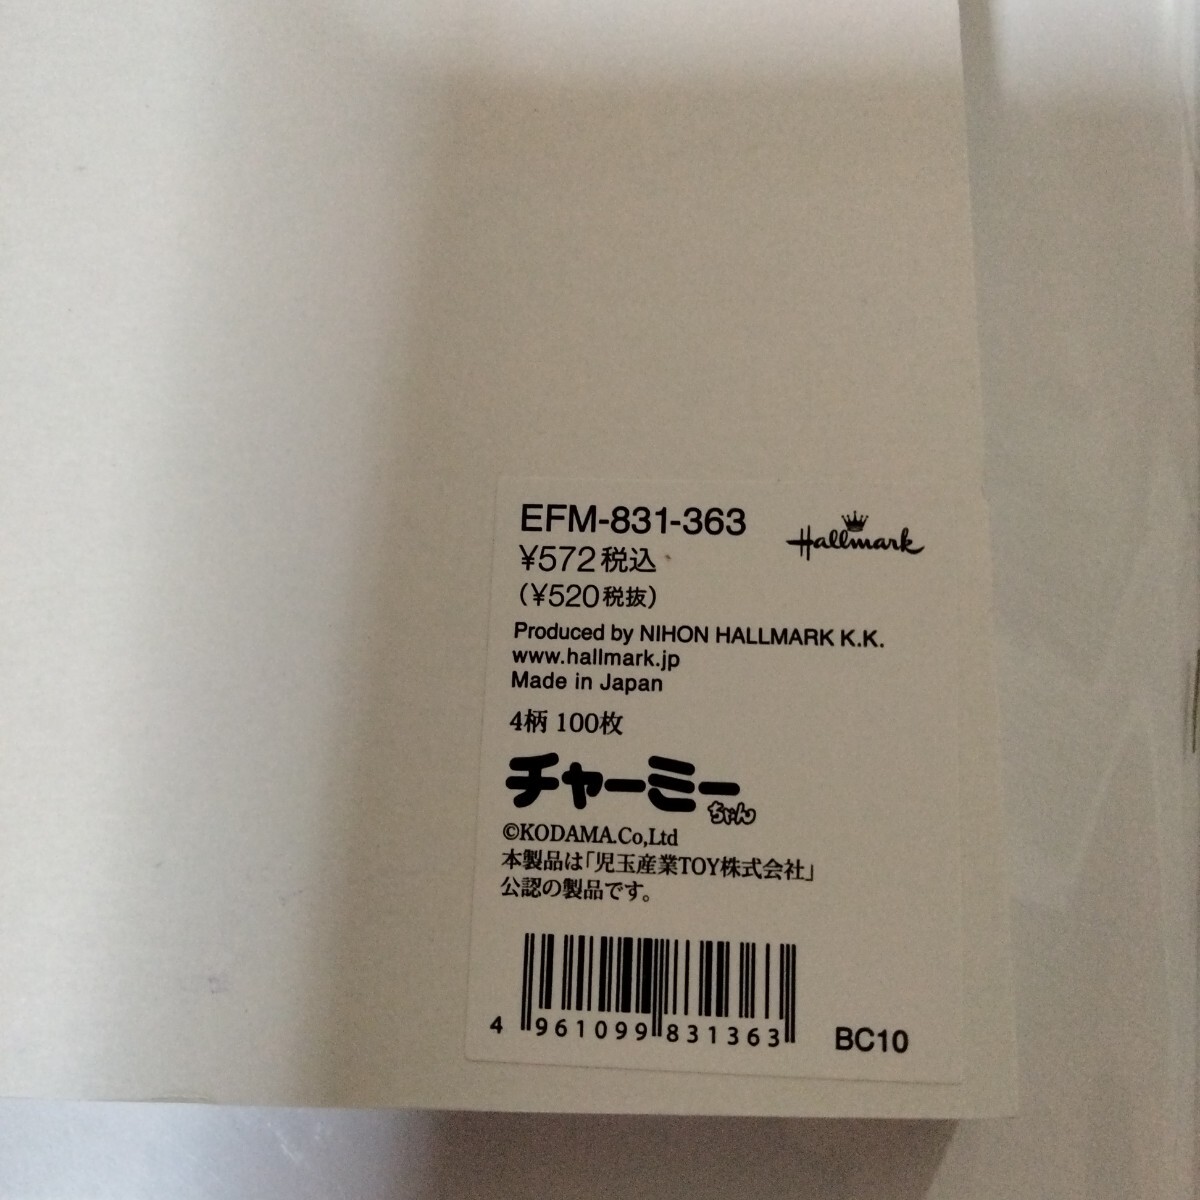 EFM-831-363
Hallmark
¥572税込
(¥520税抜)
Produced by NIHON HALLMARK K.K.
www.hallmark.jp
Made in Japan
4柄 100枚
チャーミー
ちゃん
©KODAMA.Co,Ltd
本製品は「児玉産業TOY株式会社」
公認の製品です。
4 961099 831363
BC10